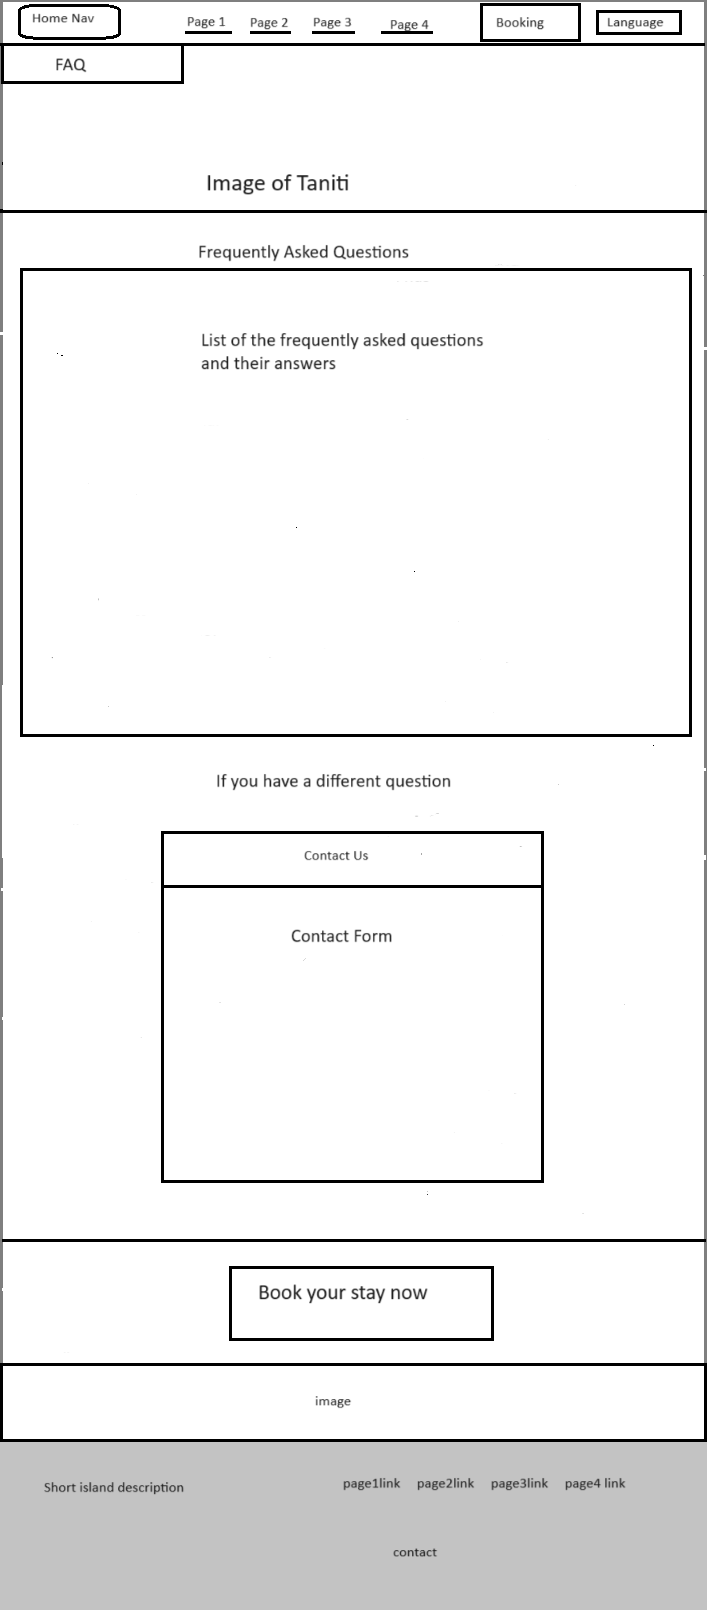 Home Nav
Page 1
Page 2
Page 3
Page 4
Booking
Language
FAQ
Image of Taniti
Frequently Asked Questions
List of the frequently asked questions
and their answers
If you have a different question
Contact Us
Contact Form
Book your stay now
image
Short island description
page1link
page2link
page3link
page4 link
contact